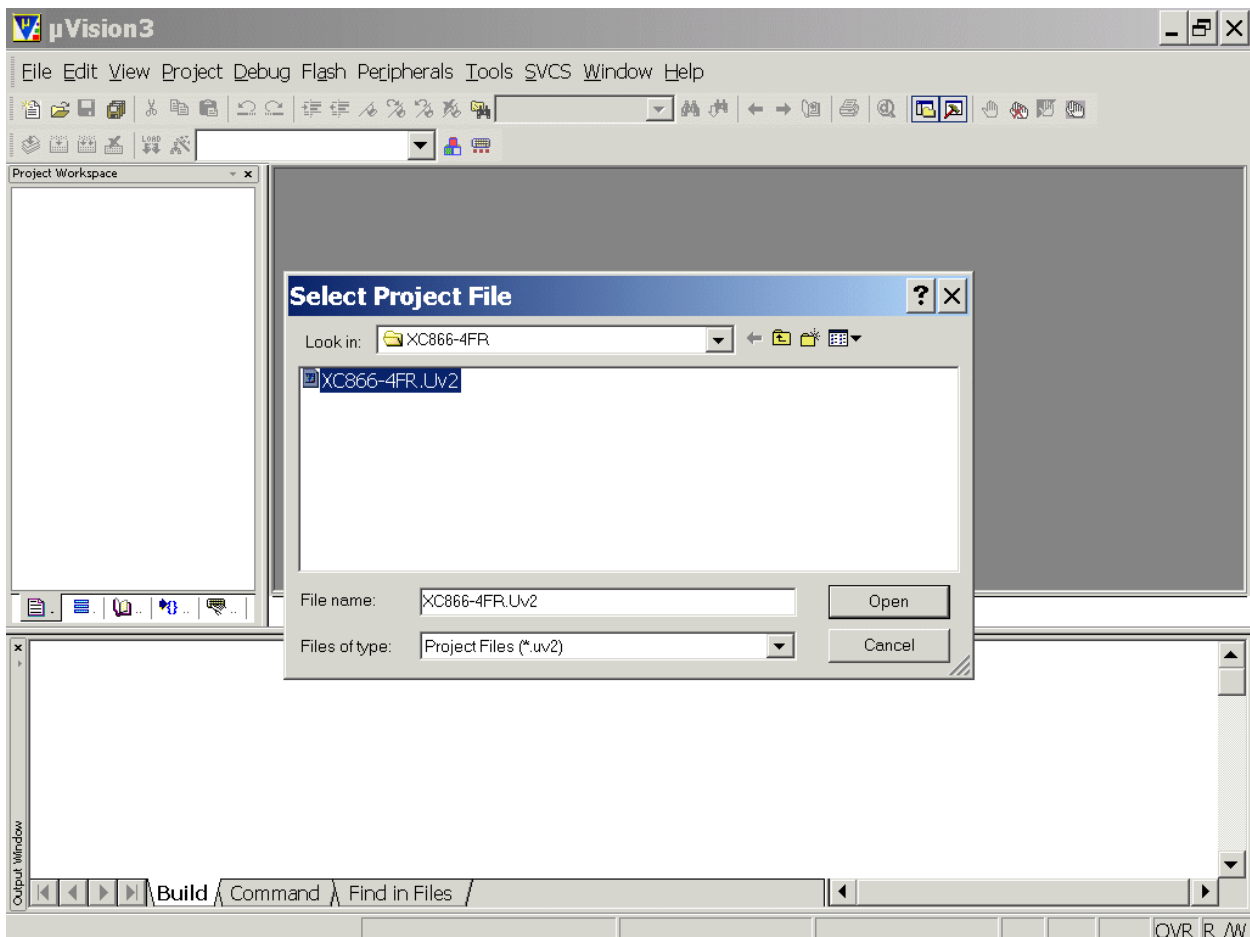 µVision3
File Edit View Project Debug Flash Peripherals Tools SVCS Window Help
LOAD
Project Workspace
Select Project File
Look in: XC866-4FR
XC866-4FR.Uv2
File name: XC866-4FR.Uv2 Open
Files of type: Project Files (*.uv2) Cancel
Output Window
Build Command Find in Files
OVR R /W